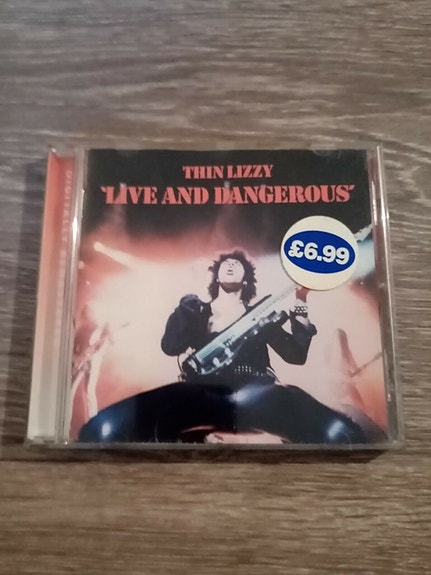 THIN LIZZY
'LIVE AND DANGEROUS'
£6.99